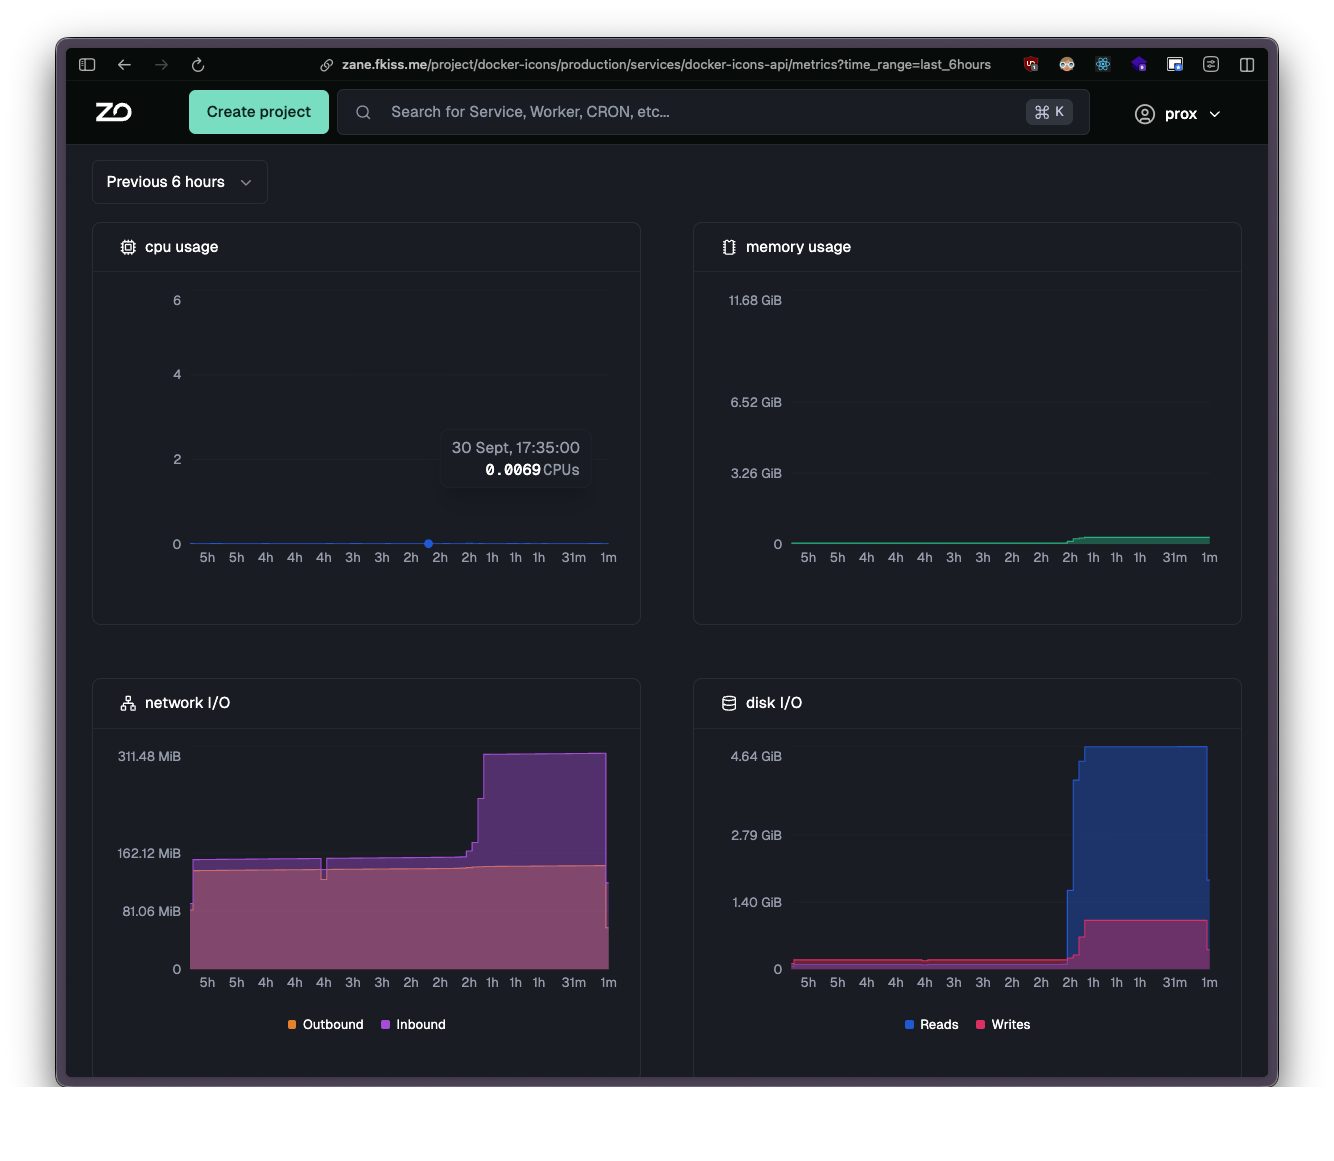 zane.fkiss.me/project/docker-icons/production/services/docker-icons-api/metrics?time_range=last_6hours
ZO
Create project
Search for Service, Worker, CRON, etc...
⌘ K
prox
Previous 6 hours
cpu usage
6
4
2
0
30 Sept, 17:35:00
0.0069 CPUs
5h 5h 4h 4h 4h 3h 3h 2h 2h 2h 1h 1h 1h 31m 1m
memory usage
11.68 GiB
6.52 GiB
3.26 GiB
0
5h 5h 4h 4h 4h 3h 3h 2h 2h 2h 1h 1h 1h 31m 1m
network I/O
311.48 MiB
162.12 MiB
81.06 MiB
0
5h 5h 4h 4h 4h 3h 3h 2h 2h 2h 1h 1h 1h 31m 1m
Outbound Inbound
disk I/O
4.64 GiB
2.79 GiB
1.40 GiB
0
5h 5h 4h 4h 4h 3h 3h 2h 2h 2h 1h 1h 1h 31m 1m
Reads Writes